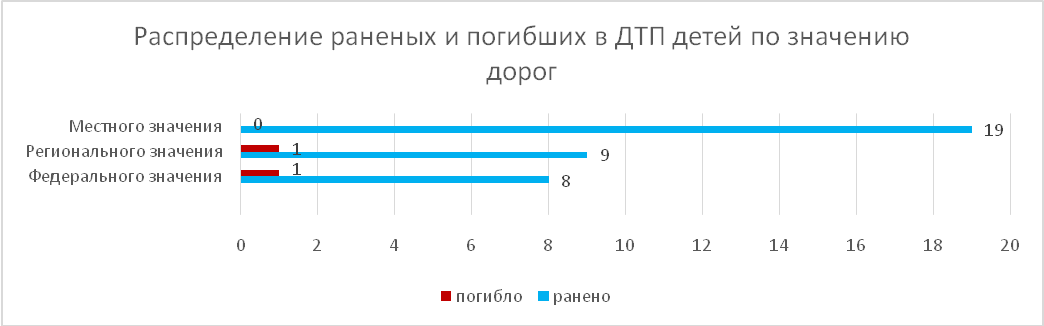 Распределение раненых и погибших в ДТП детей по значению
дорог
Местного значения 0 19
Регионального значения 1 9
Федерального значения 1 8
0 2 4 6 8 10 12 14 16 18 20
погибло ранено